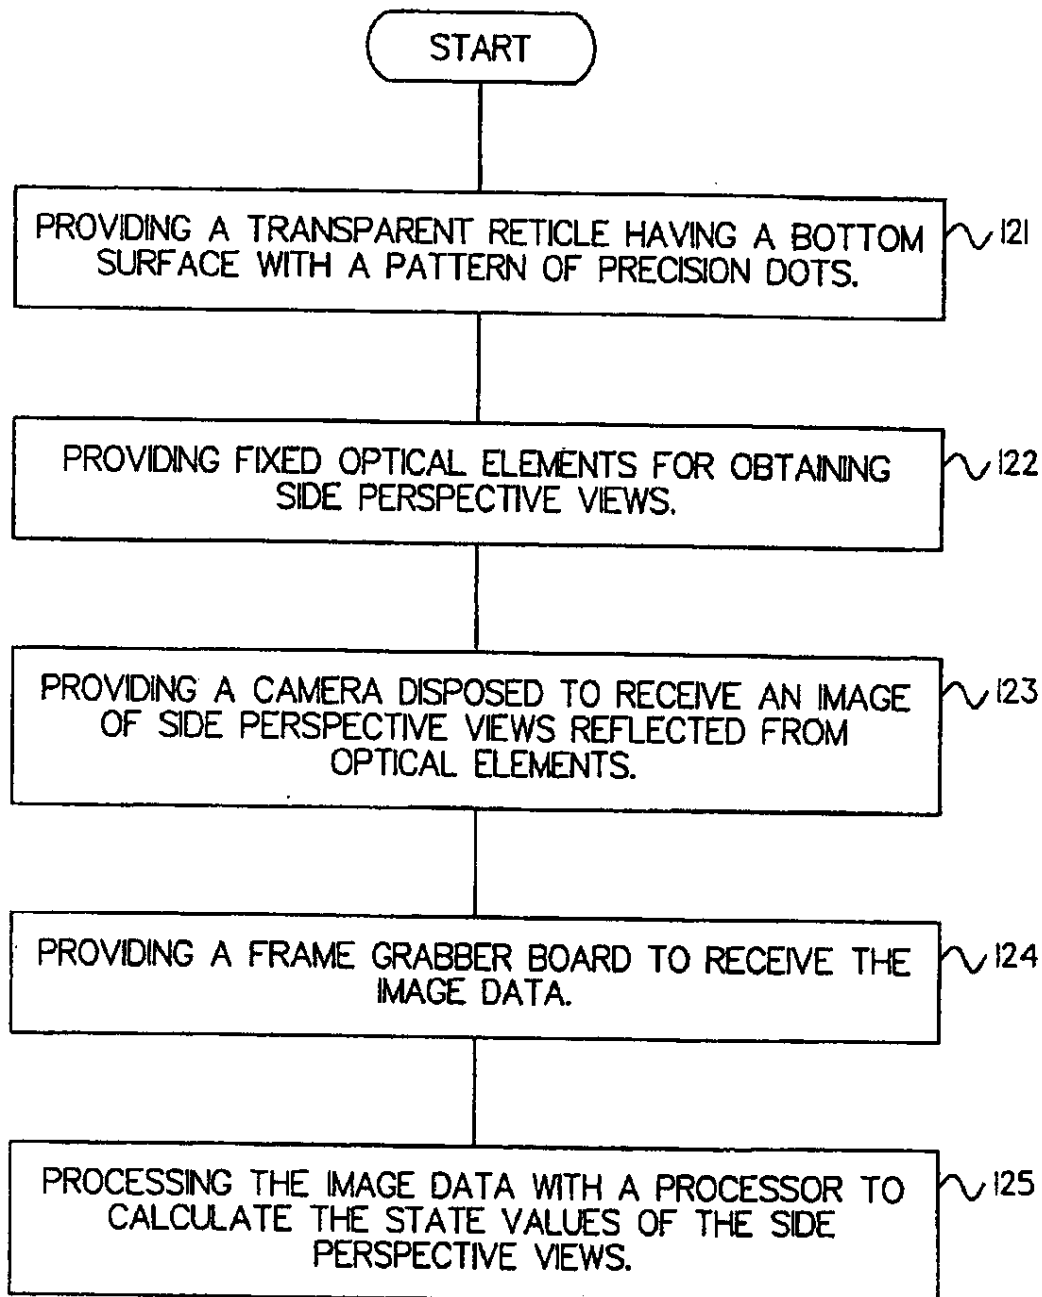 START
PROVIDING A TRANSPARENT RETICLE HAVING A BOTTOM
SURFACE WITH A PATTERN OF PRECISION DOTS.
121
PROVIDING FIXED OPTICAL ELEMENTS FOR OBTAINING
SIDE PERSPECTIVE VIEWS.
122
PROVIDING A CAMERA DISPOSED TO RECEIVE AN IMAGE
OF SIDE PERSPECTIVE VIEWS REFLECTED FROM
OPTICAL ELEMENTS.
123
PROVIDING A FRAME GRABBER BOARD TO RECEIVE THE
IMAGE DATA.
124
PROCESSING THE IMAGE DATA WITH A PROCESSOR TO
CALCULATE THE STATE VALUES OF THE SIDE
PERSPECTIVE VIEWS.
125